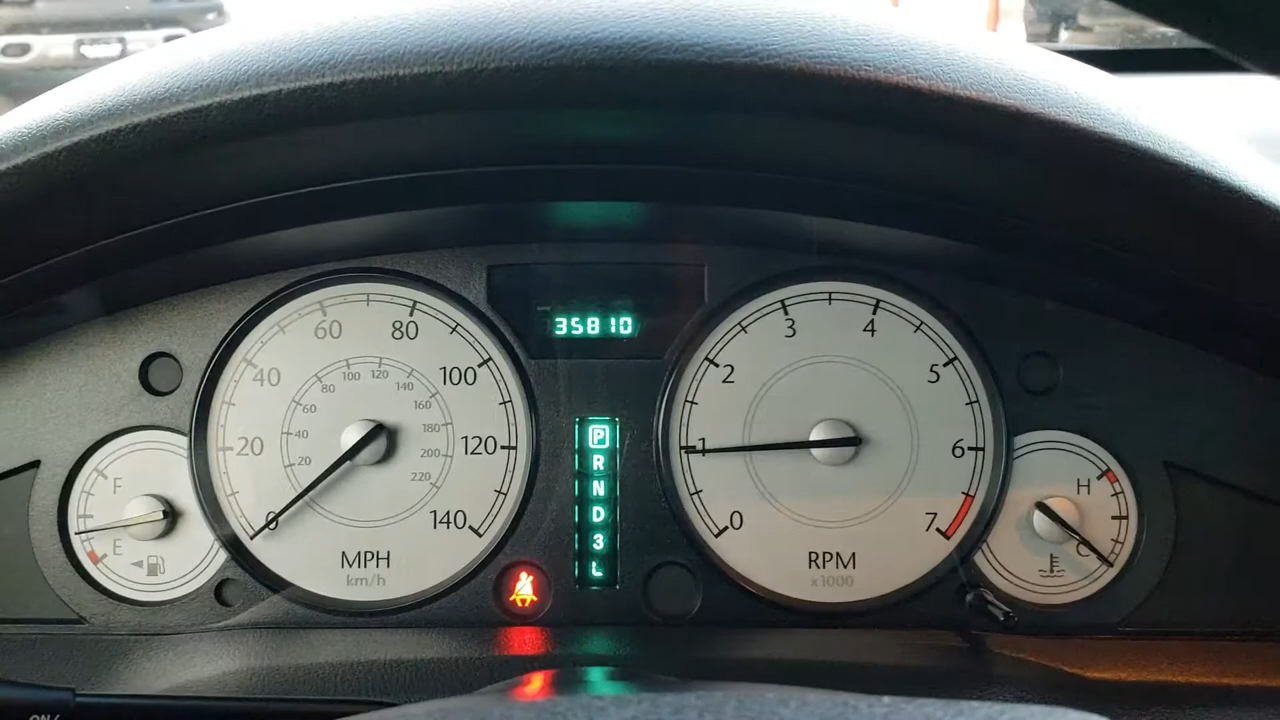 35810
60 80
40 100
20 120
0 140
80 100 120 140
60 160
40 180
20 200
220
MPH
km/h
F
E
P
R
N
D
3
L
3 4
2 5
1 6
0 7
RPM
x1000
H
C